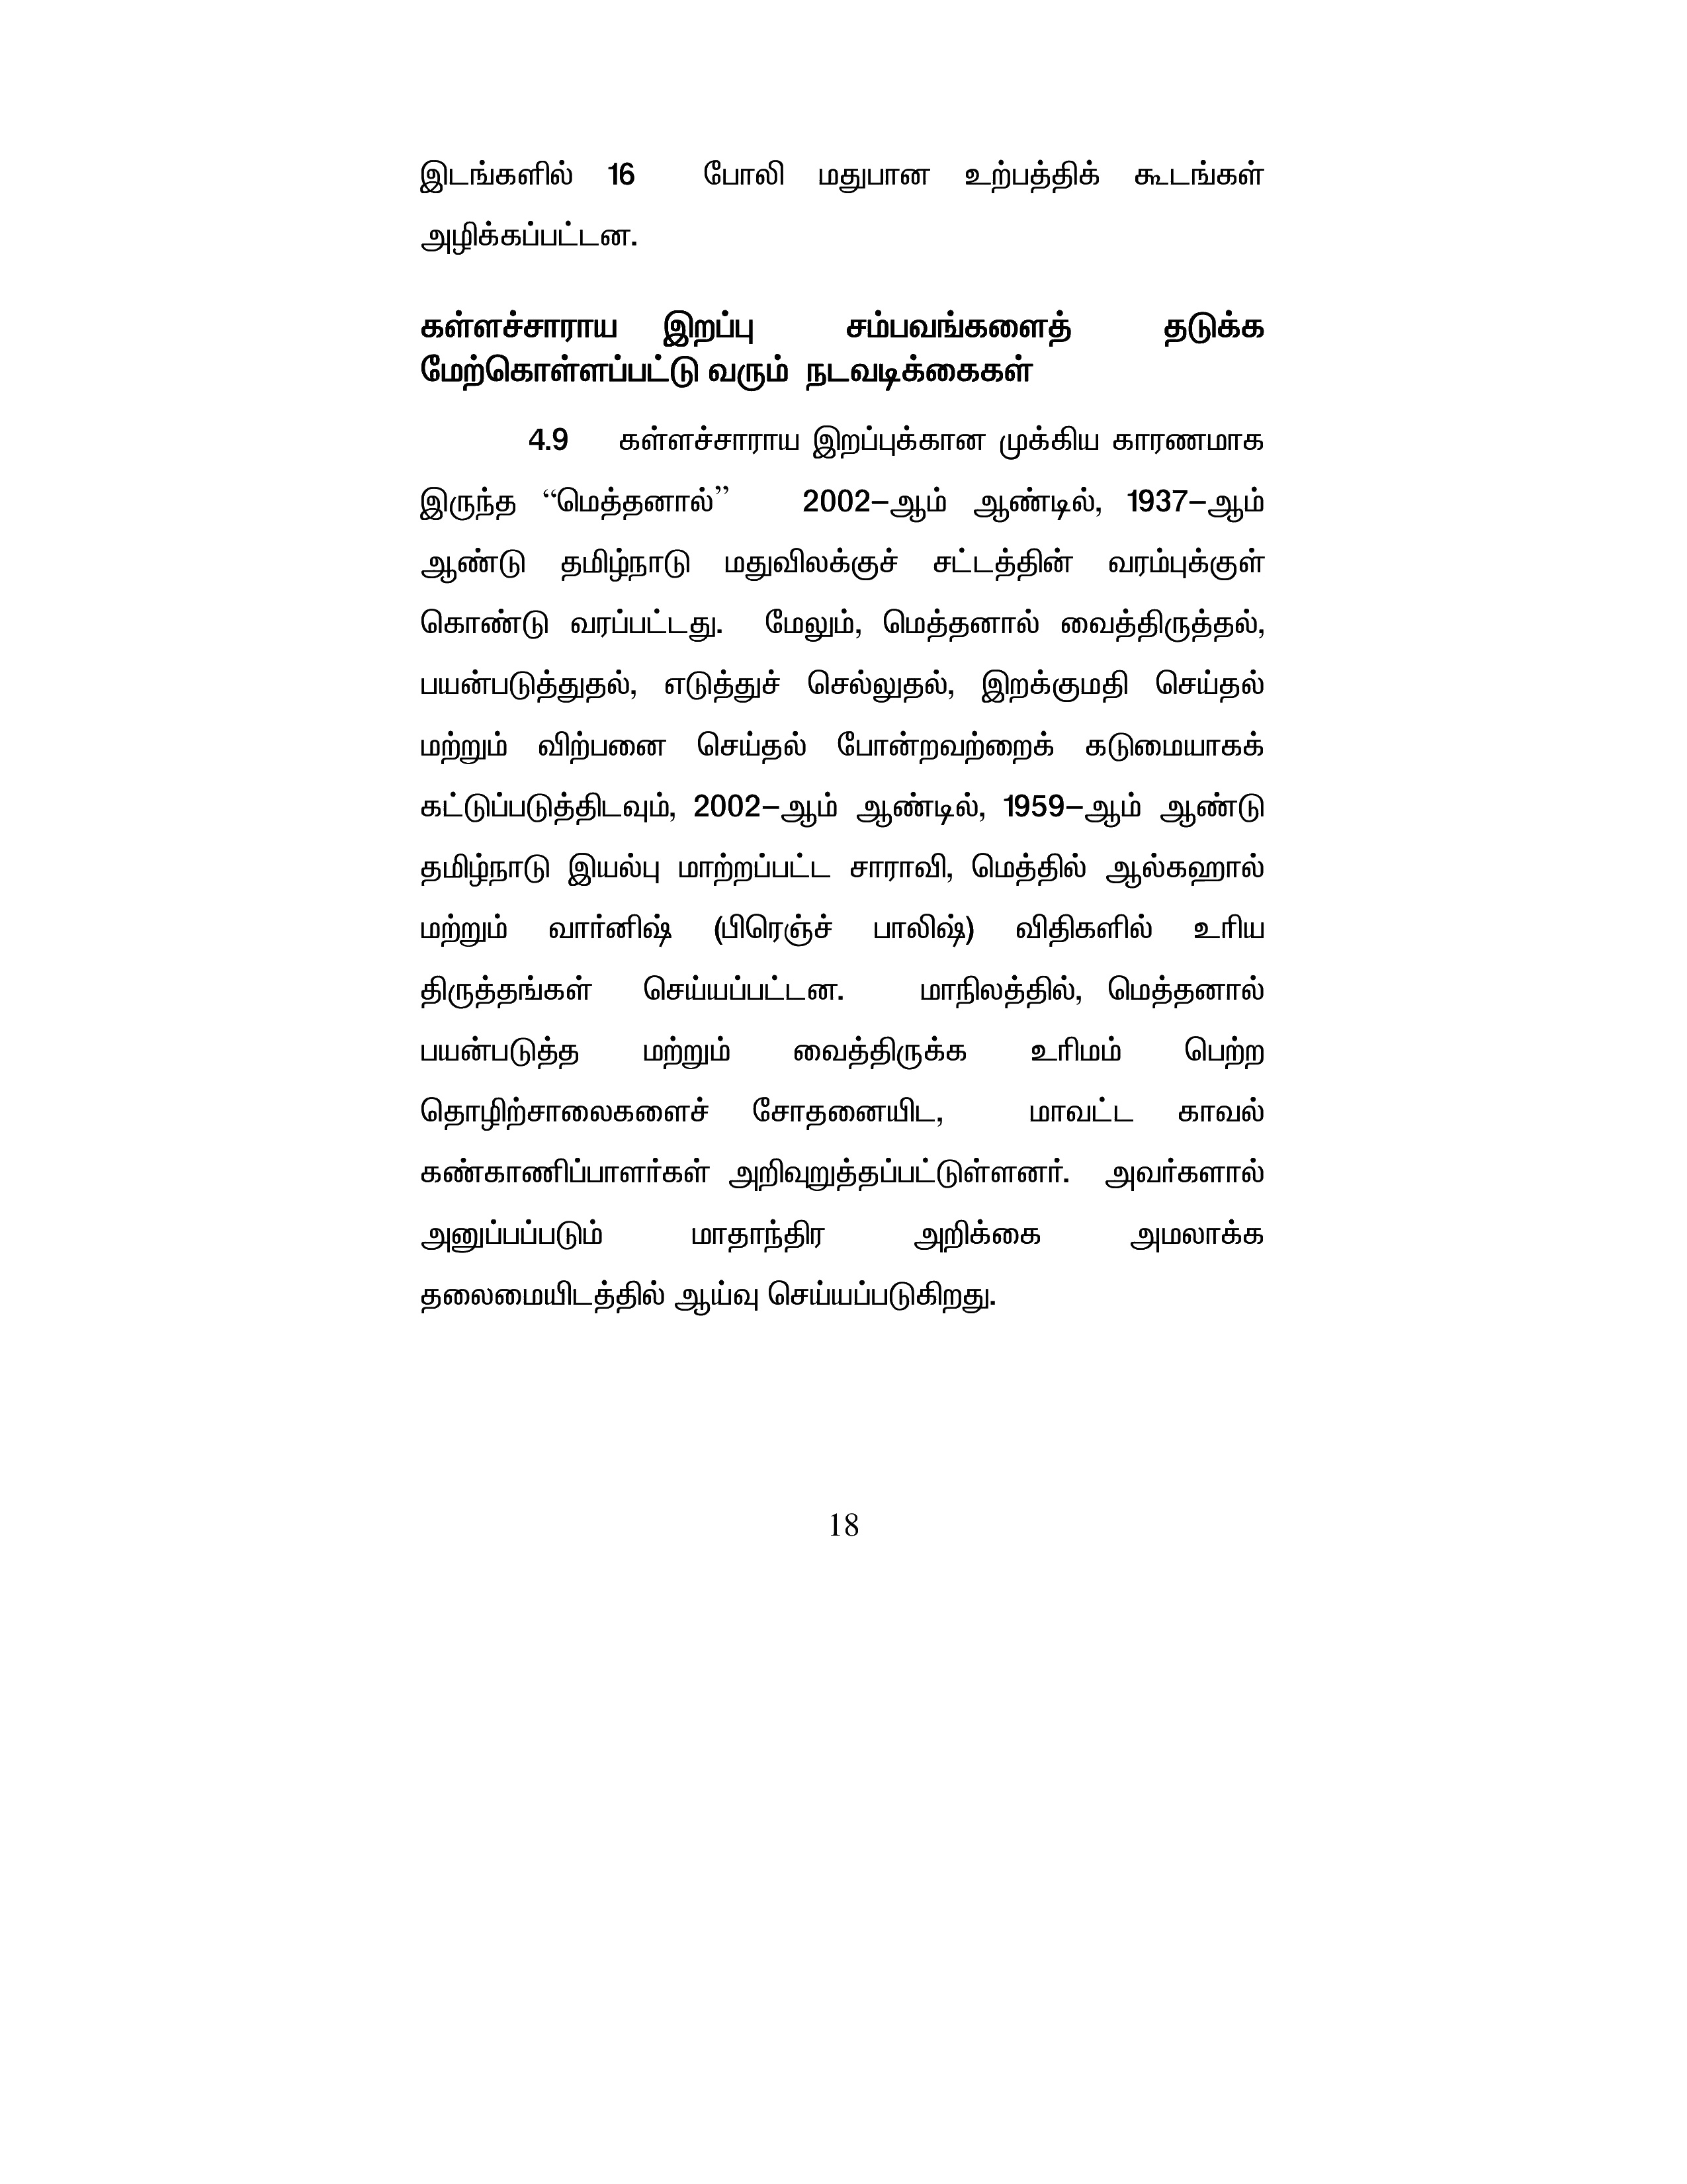 இடங்களில் 16 போலி மதுபான உற்பத்திக் கூடங்கள்
அழிக்கப்பட்டன.
கள்ளச்சாராய இறப்பு சம்பவங்களைத் தடுக்க
மேற்கொள்ளப்பட்டு வரும் நடவடிக்கைகள்
4.9 கள்ளச்சாராய இறப்புக்கான முக்கிய காரணமாக
இருந்த “மெத்தனால்” 2002–ஆம் ஆண்டில், 1937–ஆம்
ஆண்டு தமிழ்நாடு மதுவிலக்குச் சட்டத்தின் வரம்புக்குள்
கொண்டு வரப்பட்டது. மேலும், மெத்தனால் வைத்திருத்தல்,
பயன்படுத்துதல், எடுத்துச் செல்லுதல், இறக்குமதி செய்தல்
மற்றும் விற்பனை செய்தல் போன்றவற்றைக் கடுமையாகக்
கட்டுப்படுத்திடவும், 2002–ஆம் ஆண்டில், 1959–ஆம் ஆண்டு
தமிழ்நாடு இயல்பு மாற்றப்பட்ட சாராவி, மெத்தில் ஆல்கஹால்
மற்றும் வார்னிஷ் (பிரெஞ்ச் பாலிஷ்) விதிகளில் உரிய
திருத்தங்கள் செய்யப்பட்டன. மாநிலத்தில், மெத்தனால்
பயன்படுத்த மற்றும் வைத்திருக்க உரிமம் பெற்ற
தொழிற்சாலைகளைச் சோதனையிட, மாவட்ட காவல்
கண்காணிப்பாளர்கள் அறிவுறுத்தப்பட்டுள்ளனர். அவர்களால்
அனுப்பப்படும் மாதாந்திர அறிக்கை அமலாக்க
தலைமையிடத்தில் ஆய்வு செய்யப்படுகிறது.
18